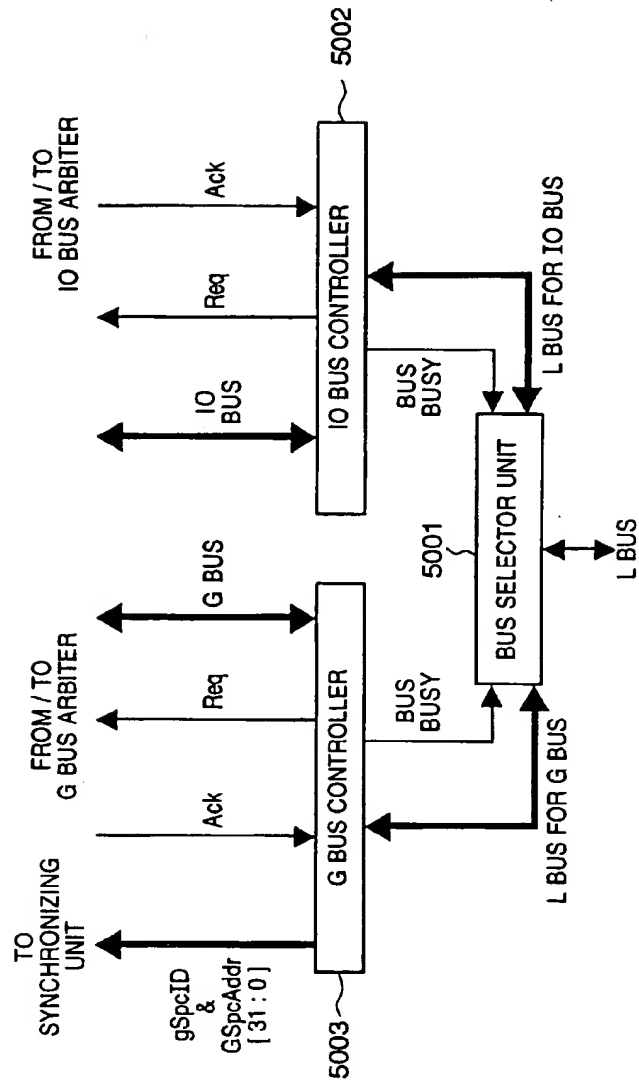 TO
SYNCHRONIZING
UNIT
FROM / TO
G BUS ARBITER
FROM / TO
IO BUS ARBITER
gSpcID
&
GSpcAddr
[31 : 0]
Ack
Req
G BUS
IO
BUS
Req
Ack
5003
G BUS CONTROLLER
IO BUS CONTROLLER
5002
BUS
BUSY
BUS
BUSY
5001
L BUS FOR G BUS
BUS SELECTOR UNIT
L BUS FOR IO BUS
L BUS